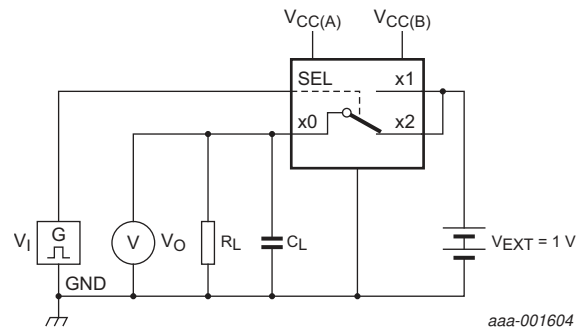 VCC(A) VCC(B)
SEL x1
x0 x2
VI G V VO RL CL VEXT = 1 V
GND
aaa-001604